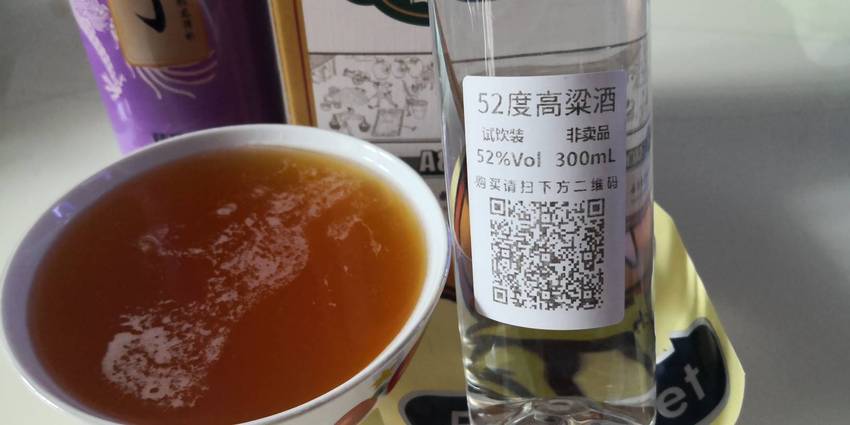 52度高粱酒
试饮装 非卖品
52%Vol 300mL
购买请扫下方二维码
et